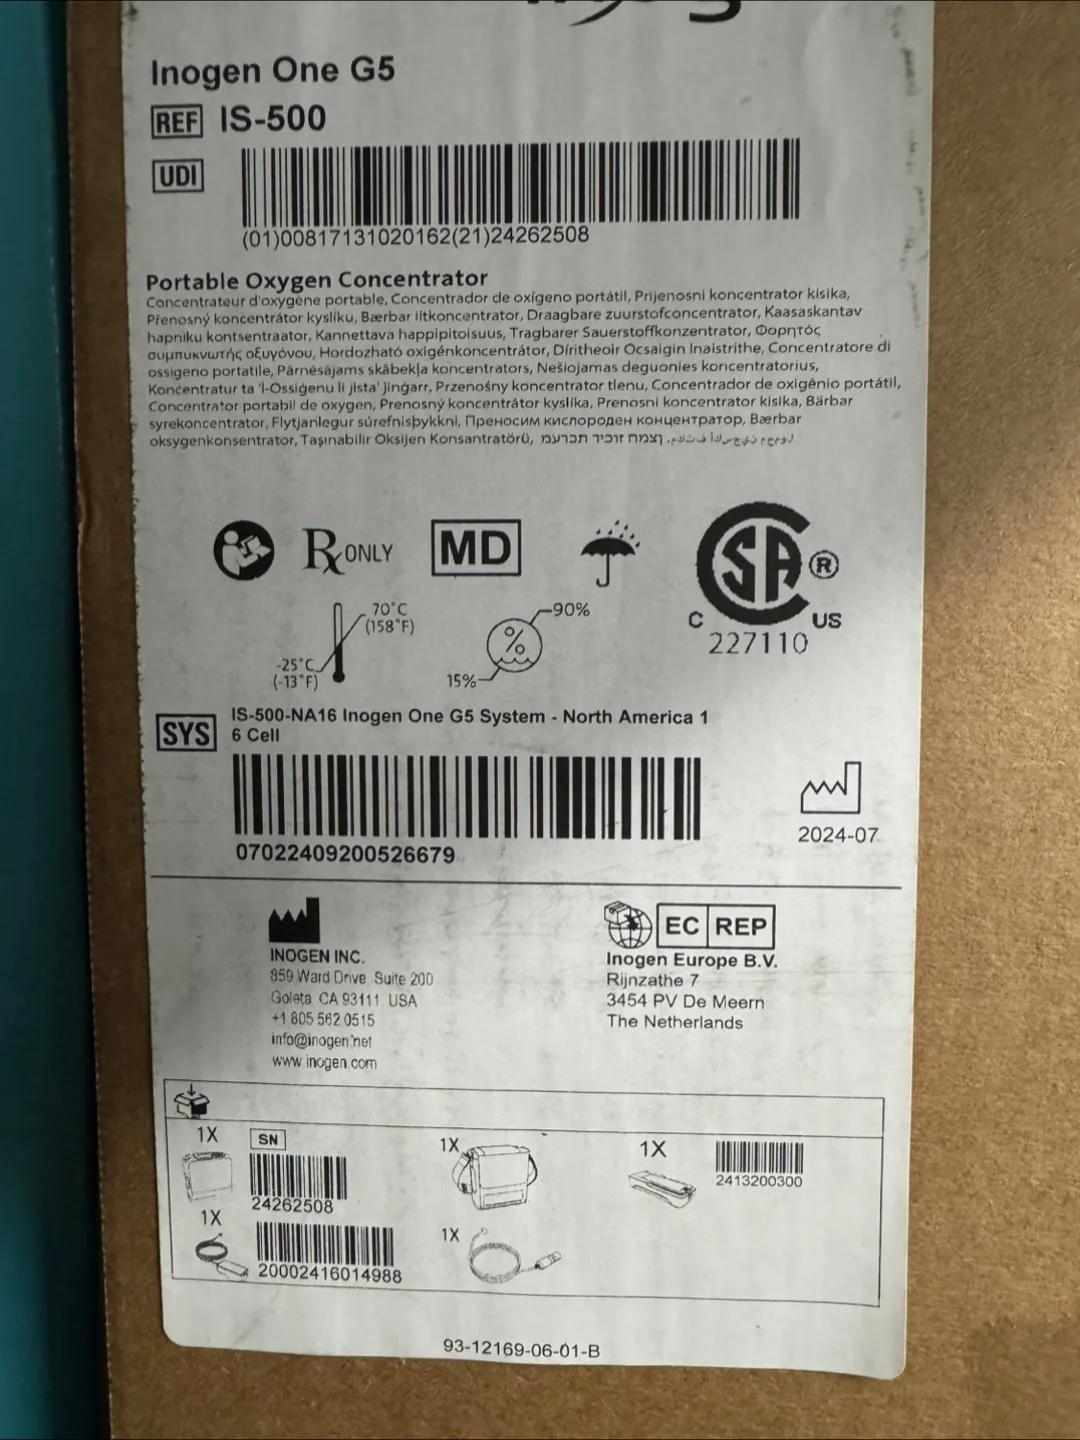 Inogen One G5
REF IS-500
UDI
(01)00817131020162(21)24262508
Portable Oxygen Concentrator
Concentrateur d'oxygène portable, Concentrador de oxígeno portátil, Prijenosni koncentrator kisika,
Přenosný koncentrátor kyslíku, Bærbar iltkoncentrator, Draagbare zuurstofconcentrator, Kaasaskantav
hapniku kontsentraator, Kannettava happipitoisuus, Tragbarer Sauerstoffkonzentrator, Φορητός
συμπυκνωτής οξυγόνου, Hordozható oxigénkoncentrátor, Díritheoir Ocsaigin Inaistrithe, Concentratore di
ossigeno portatile, Pārnēsājams skābekļa koncentrators, Nešiojamas deguonies koncentratorius,
Konċentratur ta 'l-Ossiġenu li jista' jinġarr, Przenośny koncentrator tlenu, Concentrador de oxigênio portátil,
Concentrator portabil de oxygen, Prenosný koncentrátor kyslíka, Prenosni koncentrator kisika, Bärbar
syrekoncentrator, Flytjanlegur súrefnisþykkni, Преносим кислороден концентратор, Bærbar
oksygenkonsentrator, Taşınabilir Oksijen Konsantratörü,
Rx ONLY
MD
CSA ®
C US
227110
70°C
(158°F)
-25°C
(-13°F)
90%
%
15%
SYS
IS-500-NA16 Inogen One G5 System - North America 1
6 Cell
07022409200526679
2024-07
INOGEN INC.
859 Ward Drive, Suite 200
Goleta, CA 93111 USA
+1 805 562 0515
info@inogen.net
www.inogen.com
EC REP
Inogen Europe B.V.
Rijnzathe 7
3454 PV De Meern
The Netherlands
1X SN
24262508
1X
1X
2413200300
1X
20002416014988
1X
93-12169-06-01-B